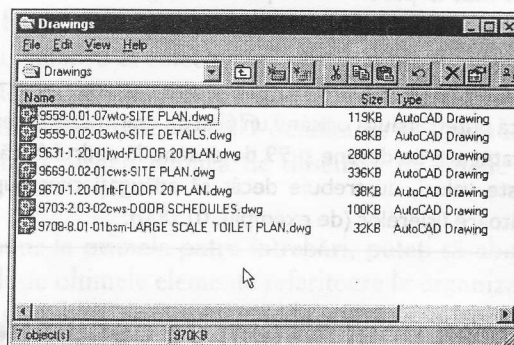 Drawings
File Edit View Help
Drawings
Name Size Type
9559-0.01-07wto-SITE PLAN.dwg 119KB AutoCAD Drawing
9559-0.02-03wto-SITE DETAILS.dwg 69KB AutoCAD Drawing
9631-1.20-01jwd-FLOOR 20 PLAN.dwg 280KB AutoCAD Drawing
9669-0.02-01cws-SITE PLAN.dwg 336KB AutoCAD Drawing
9670-1.20-01rlt-FLOOR 20 PLAN.dwg 38KB AutoCAD Drawing
9703-2.03-02cws-DOOR SCHEDULES.dwg 100KB AutoCAD Drawing
9708-8.01-01bsm-LARGE SCALE TOILET PLAN.dwg 32KB AutoCAD Drawing
7 object(s) 970KB